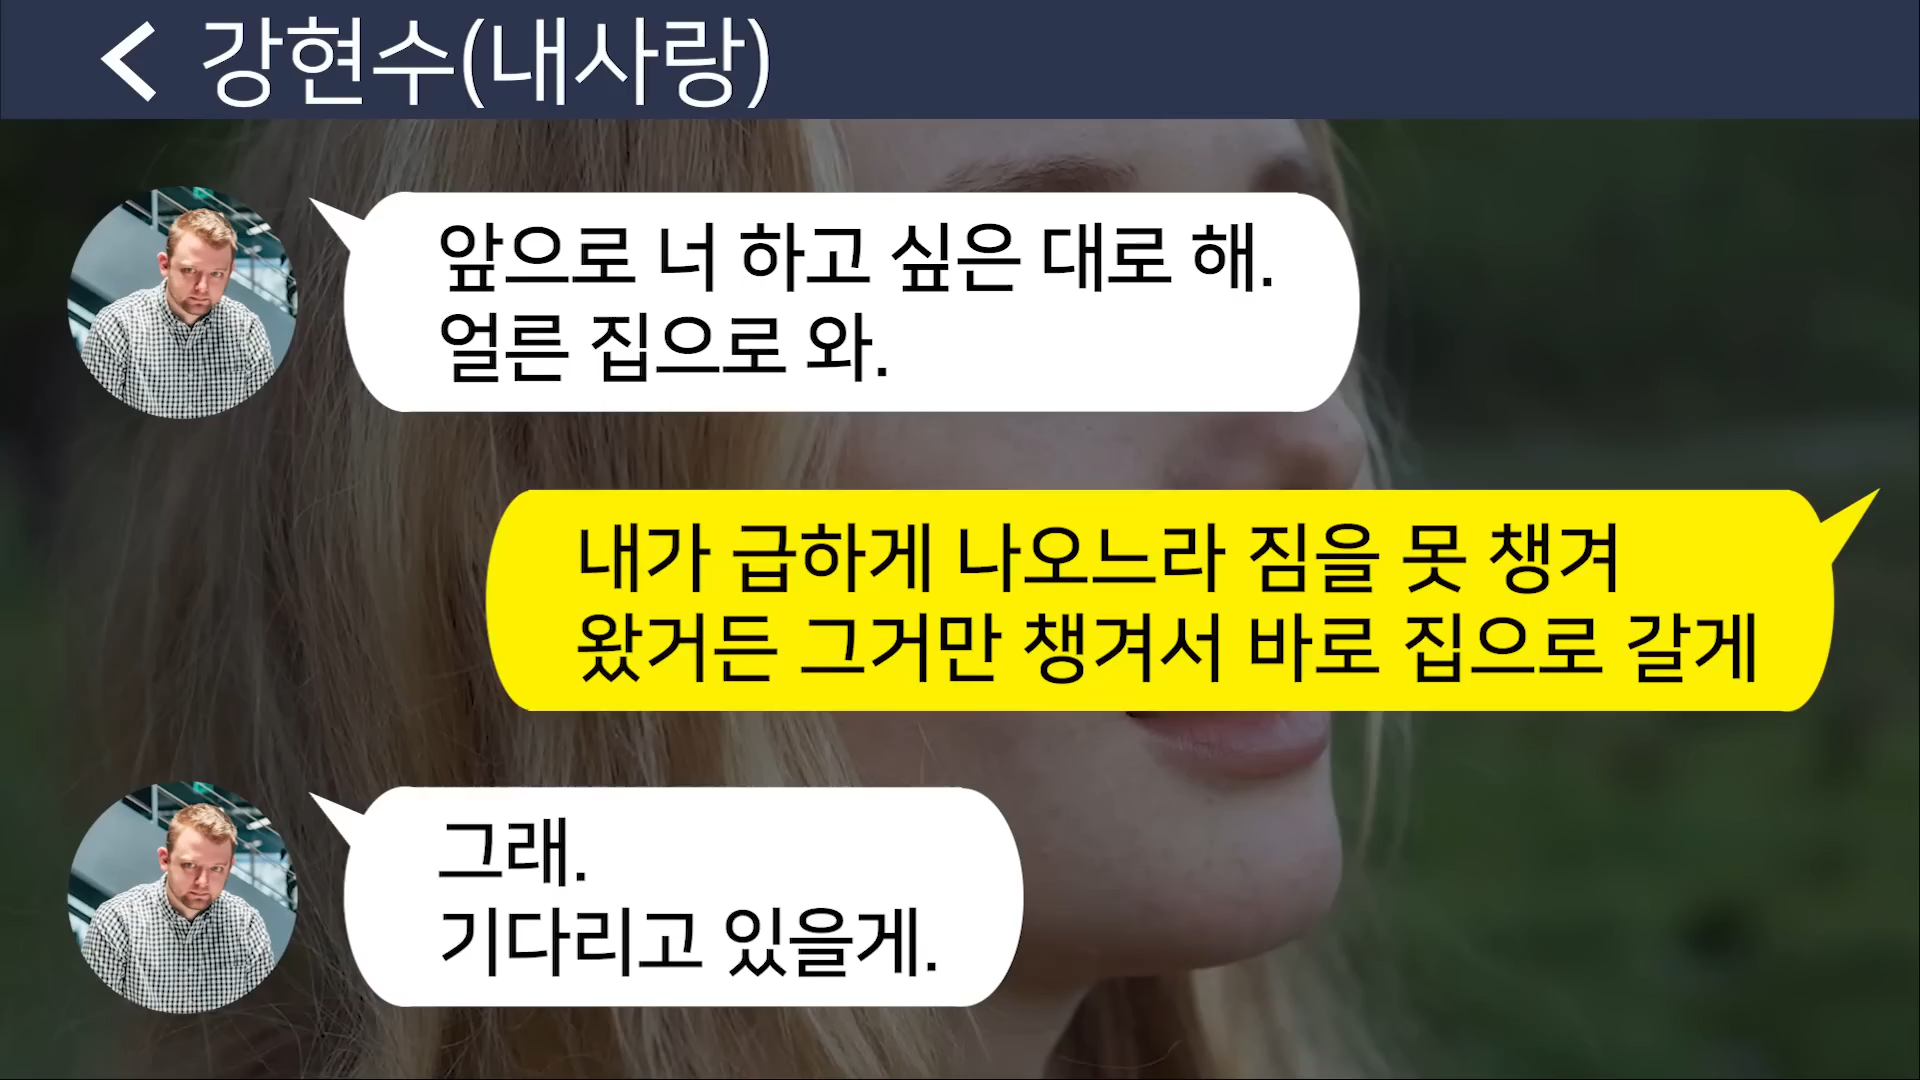 강현수(내사랑)
앞으로 너 하고 싶은 대로 해.
얼른 집으로 와.
내가 급하게 나오느라 짐을 못 챙겨
왔거든 그거만 챙겨서 바로 집으로 갈게
그래.
기다리고 있을게.